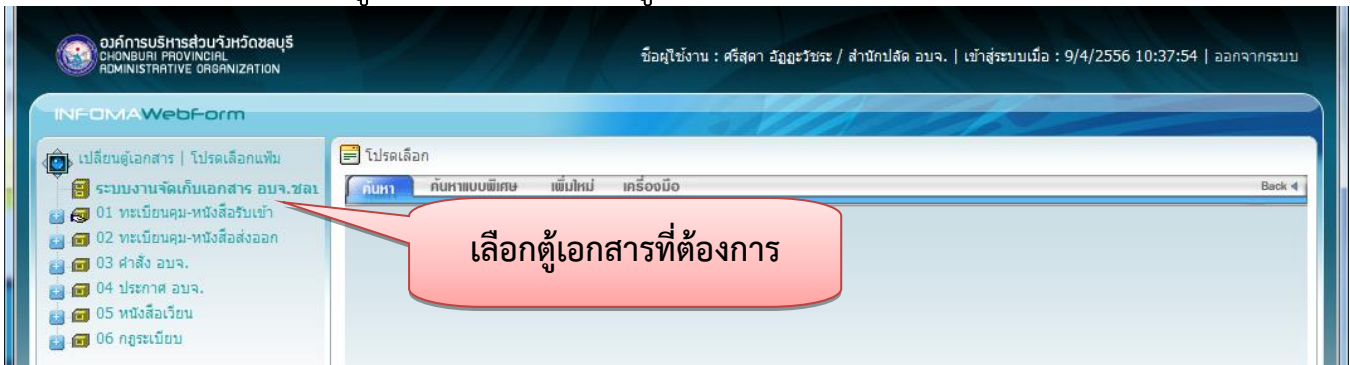 องค์การบริหารส่วนจังหวัดชลบุรี
CHONBURI PROVINCIAL
ADMINISTRATIVE ORGANIZATION
ชื่อผู้ใช้งาน : ศรีสุดา อัฏฏะวัชระ / สำนักปลัด อบจ. | เข้าสู่ระบบเมื่อ : 9/4/2556 10:37:54 | ออกจากระบบ
INFOMAWebForm
เปลี่ยนตู้เอกสาร | โปรดเลือกแฟ้ม
ระบบงานจัดเก็บเอกสาร อบจ.ชลบ
01 ทะเบียนคุม-หนังสือรับเข้า
02 ทะเบียนคุม-หนังสือส่งออก
03 คำสั่ง อบจ.
04 ประกาศ อบจ.
05 หนังสือเวียน
06 กฎระเบียบ
โปรดเลือก
ค้นหา ค้นหาแบบพิเศษ เพิ่มใหม่ เครื่องมือ Back
เลือกตู้เอกสารที่ต้องการ